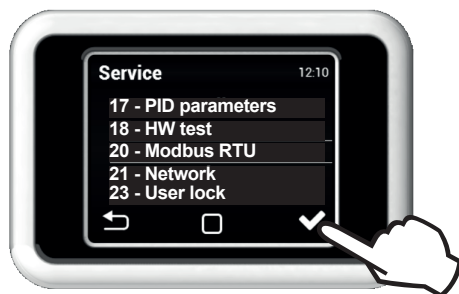 Service 12:10
17 - PID parameters
18 - HW test
20 - Modbus RTU
21 - Network
23 - User lock